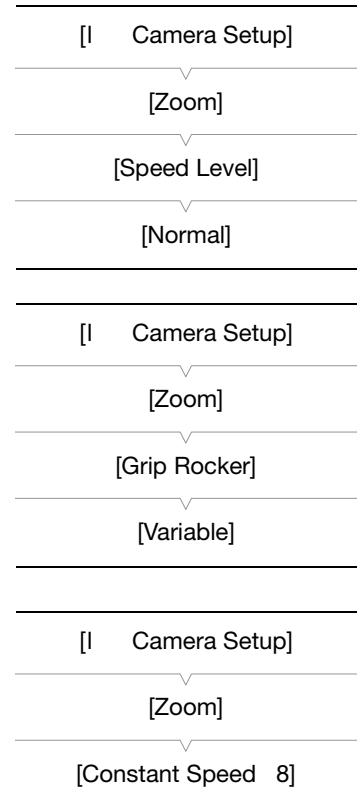 [I Camera Setup]
[Zoom]
[Speed Level]
[Normal]
[I Camera Setup]
[Zoom]
[Grip Rocker]
[Variable]
[I Camera Setup]
[Zoom]
[Constant Speed 8]